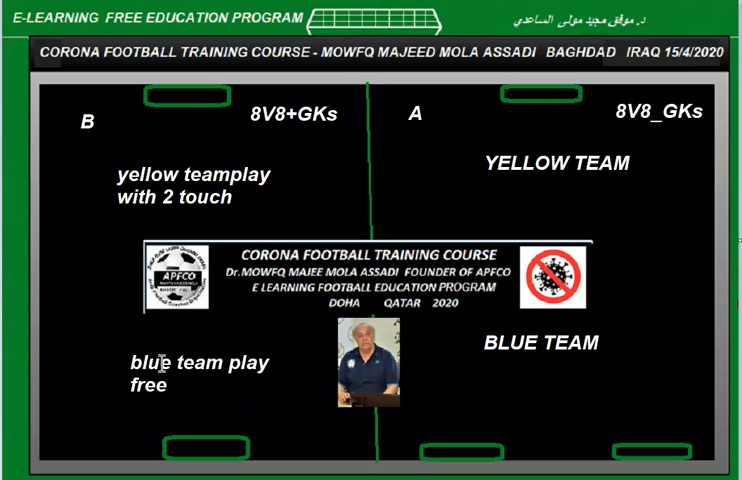 E-LEARNING FREE EDUCATION PROGRAM
د. موفق مجيد مولى الساعدي
CORONA FOOTBALL TRAINING COURSE - MOWFQ MAJEED MOLA ASSADI BAGHDAD IRAQ 15/4/2020
B
8V8+GKs
A
8V8_GKs
yellow teamplay
with 2 touch
YELLOW TEAM
CORONA FOOTBALL TRAINING COURSE
Dr.MOWFQ MAJEE MOLA ASSADI FOUNDER OF APFCO
E LEARNING FOOTBALL EDUCATION PROGRAM
DOHA QATAR 2020
APFCO
blue team play
free
BLUE TEAM